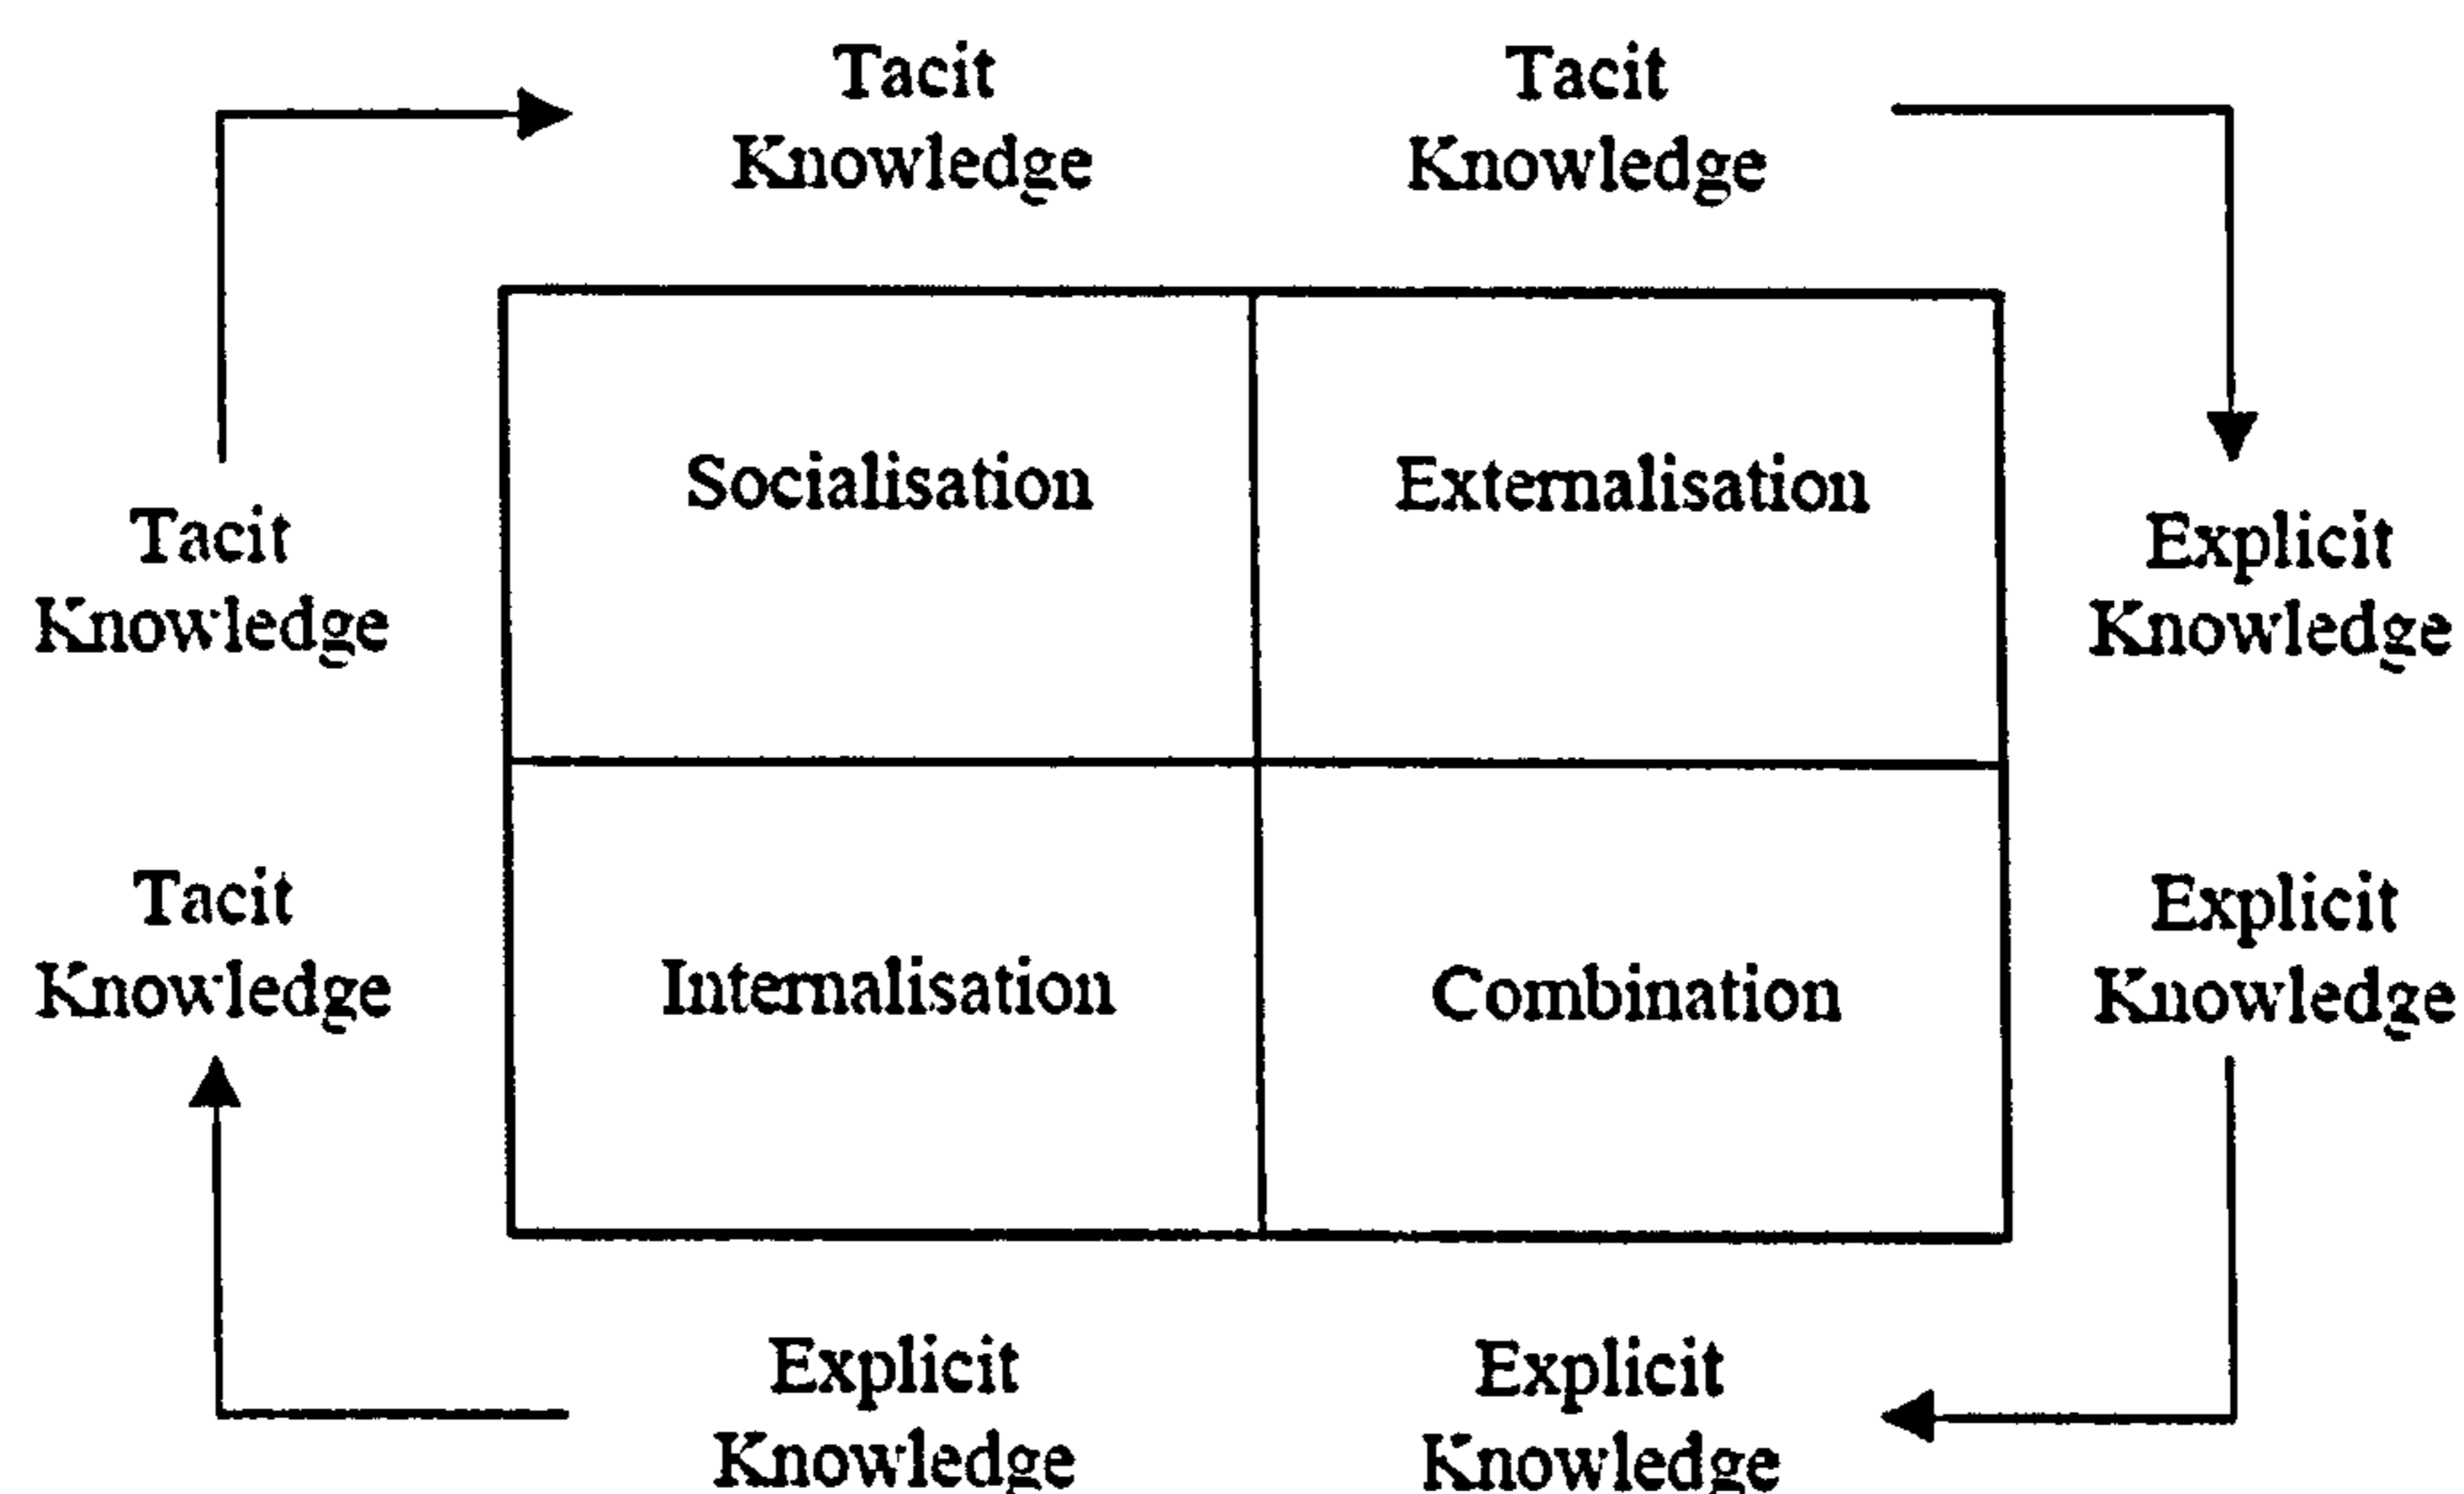 Tacit
Knowledge
Tacit
Knowledge
Socialisation
Externalisation
Tacit
Knowledge
Explicit
Knowledge
Tacit
Knowledge
Explicit
Knowledge
Internalisation
Combination
Explicit
Knowledge
Explicit
Knowledge